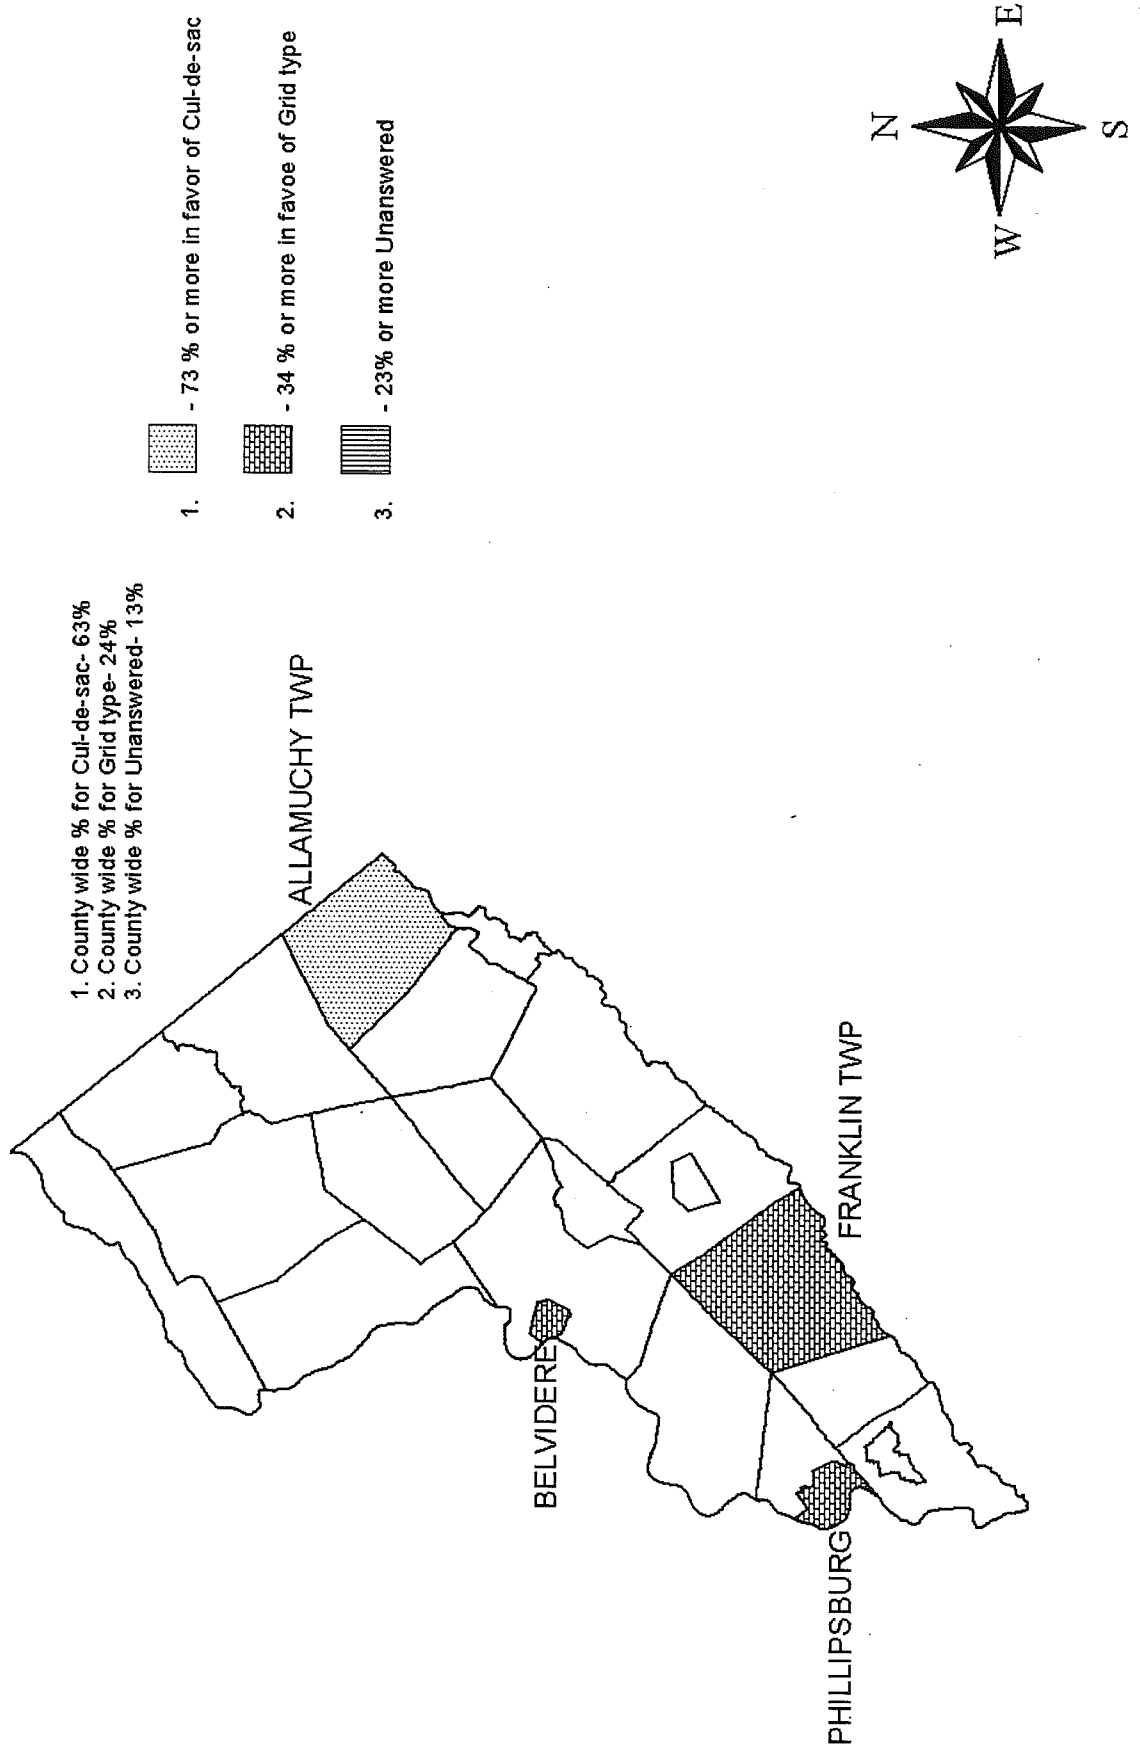 1. County wide % for Cul-de-sac- 63%
2. County wide % for Grid type- 24%
3. County wide % for Unanswered- 13%
1. - 73 % or more in favor of Cul-de-sac
2. - 34 % or more in favoe of Grid type
3. - 23% or more Unanswered
ALLAMUCHY TWP
BELVIDERE
FRANKLIN TWP
PHILLIPSBURG
N
W
E
S